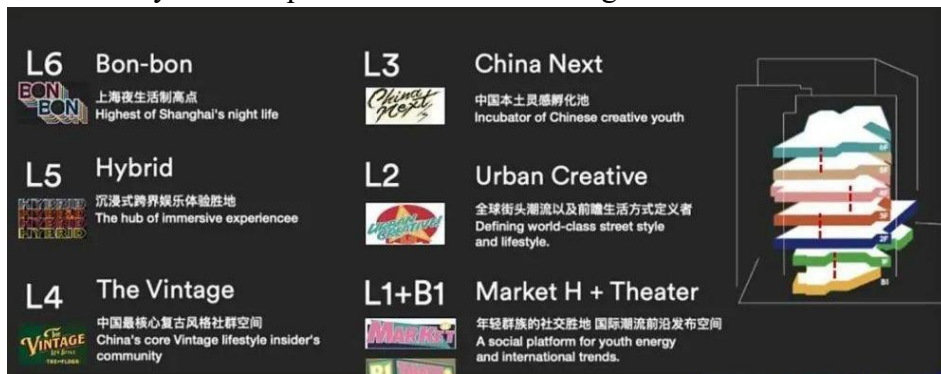 L6 Bon-bon
BON BON
上海夜生活制高点
Highest of Shanghai's night life
L5 Hybrid
HYBRID
HYBRID
HYBRID
HYBRID
沉浸式跨界娱乐体验胜地
The hub of immersive experiencee
L4 The Vintage
The
VINTAGE
中国最核心复古风格社群空间
China's core Vintage lifestyle insider's
community
L3 China Next
China
Next
中国本土灵感孵化池
Incubator of Chinese creative youth
L2 Urban Creative
URBAN
CREATIVE
全球街头潮流以及前瞻生活方式定义者
Defining world-class street style
and lifestyle.
L1+B1 Market H + Theater
MARKET
B1
年轻群族的社交胜地 国际潮流前沿发布空间
A social platform for youth energy
and international trends.
6F
5F
3F
2F
1F
B1